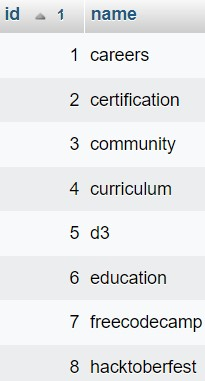 id 1 name
1 careers
2 certification
3 community
4 curriculum
5 d3
6 education
7 freecodecamp
8 hacktoberfest